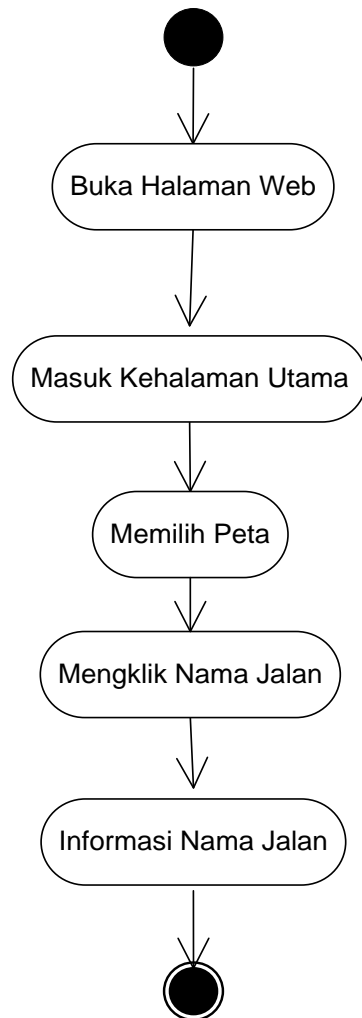 Buka Halaman Web
Masuk Kehalaman Utama
Memilih Peta
Mengklik Nama Jalan
Informasi Nama Jalan